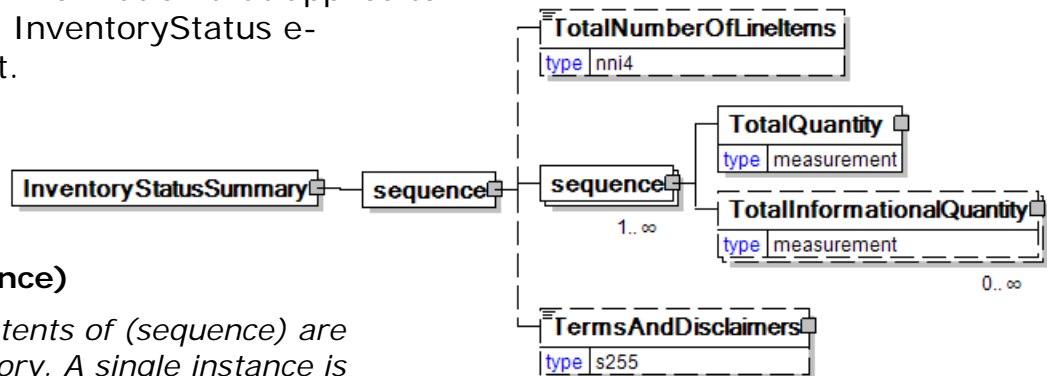 InventoryStatus e-
t.
TotalNumberOfLineItems
type nni4
TotalQuantity
type measurement
InventoryStatusSummary
sequence
sequence
1.. ∞
TotalInformationalQuantity
type measurement
0.. ∞
nce)
tents of (sequence) are
ory. A single instance is
TermsAndDisclaimers
type s255